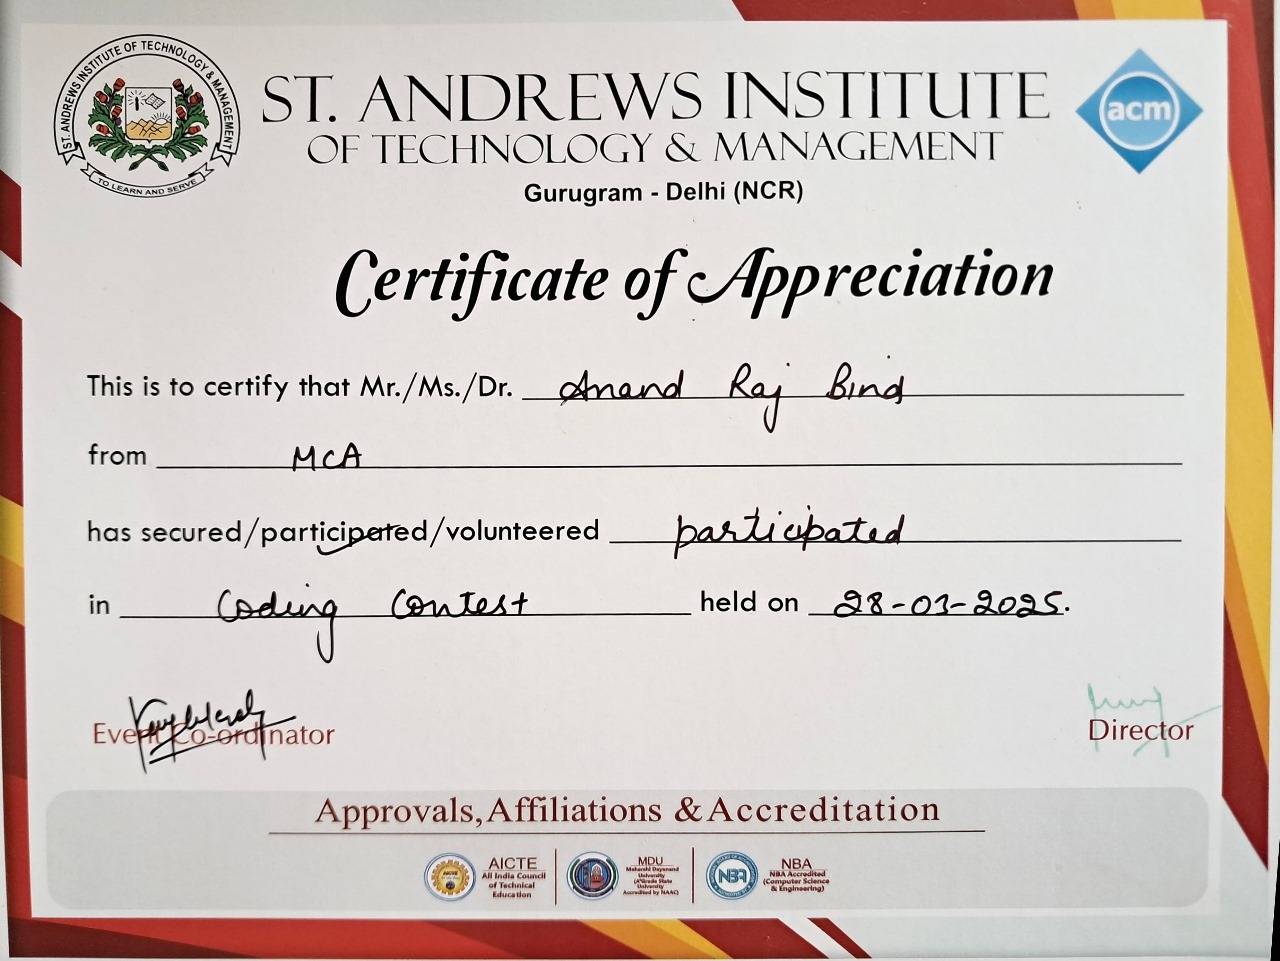 ST. ANDREWS INSTITUTE OF TECHNOLOGY & MANAGEMENT
TO LEARN AND SERVE
ST. ANDREWS INSTITUTE
OF TECHNOLOGY & MANAGEMENT
Gurugram - Delhi (NCR)
acm
Certificate of Appreciation
This is to certify that Mr./Ms./Dr. Anand Raj Bind
from MCA
has secured/participated/volunteered participated
in Coding Contest held on 28-03-2025.
Event Co-ordinator
Director
Approvals, Affiliations & Accreditation
AICTE
All India Council
of Technical
Education
MDU
Maharshi Dayanand
University
(A+Grade State
University
Accredited by NAAC)
NBA
NBA
NBA Accredited
(Computer Science
& Engineering)